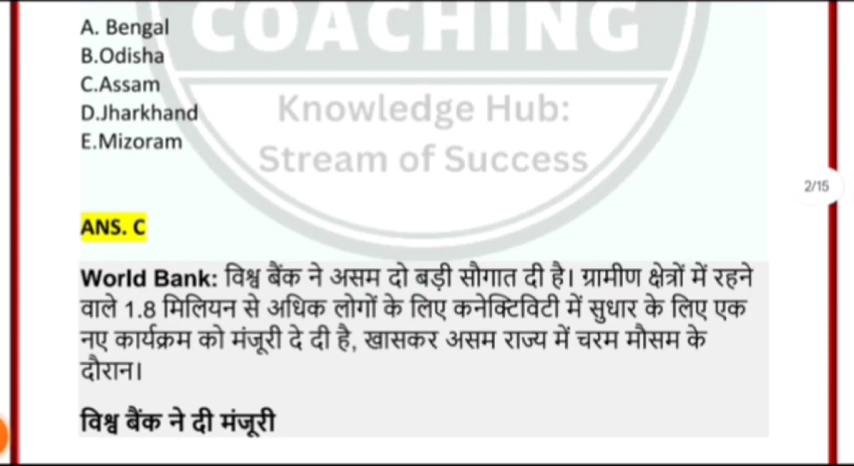 COACHING
A. Bengal
B.Odisha
C.Assam
D.Jharkhand
E.Mizoram
Knowledge Hub:
Stream of Success
2/15
ANS. C
World Bank: विश्व बैंक ने असम दो बड़ी सौगात दी है। ग्रामीण क्षेत्रों में रहने
वाले 1.8 मिलियन से अधिक लोगों के लिए कनेक्टिविटी में सुधार के लिए एक
नए कार्यक्रम को मंजूरी दे दी है, खासकर असम राज्य में चरम मौसम के
दौरान।
विश्व बैंक ने दी मंजूरी